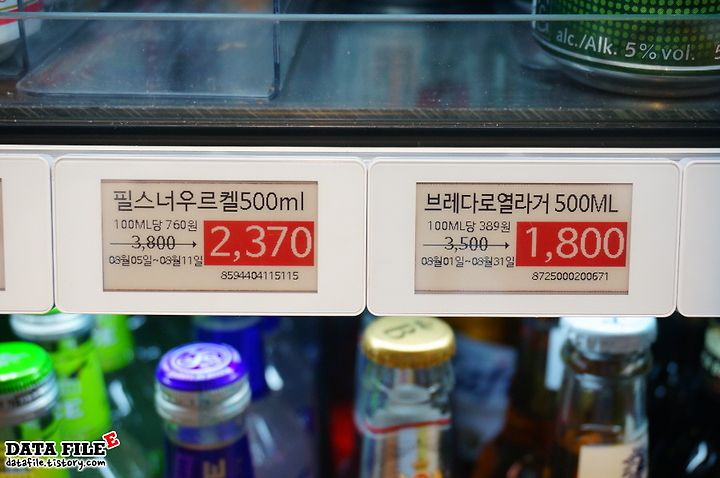 alc./Alk. 5% vol.
필스너우르켈500ml
100ML당 760원
3,800
2,370
08월05일~08월11일
8594404115115
브레다로열라거 500ML
100ML당 389원
3,500
1,800
08월01일~08월31일
8725000200671
DATA FILE
datafile.tistory.com